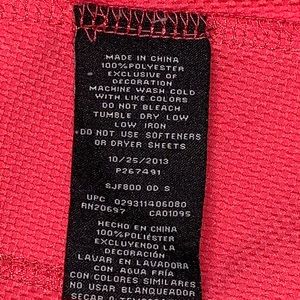 MADE IN CHINA
100%POLYESTER
EXCLUSIVE OF
DECORATION
MACHINE WASH COLD
WITH LIKE COLORS
DO NOT BLEACH
TUMBLE DRY LOW
LOW IRON
DO NOT USE SOFTENERS
OR DRYER SHEETS
10/25/2013
P267491
SJF800 OD S
UPC 029311406080
RN20697 CA01095
HECHO EN CHINA
100%POLIÉSTER
EXCLUYENDO LA
DECORACIÓN
LAVAR EN LAVADORA
CON AGUA FRÍA
CON COLORES SIMILARES
NO USAR BLANQUEADOR